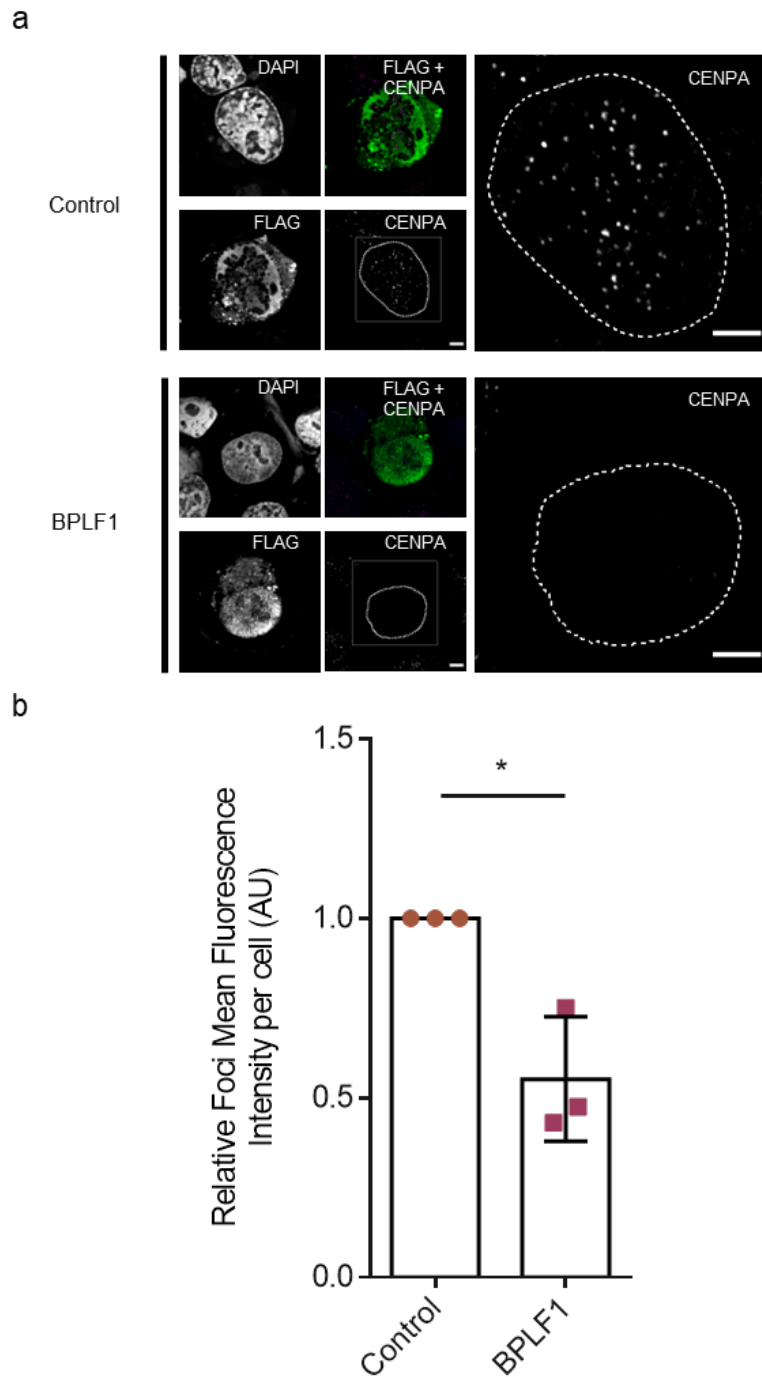 a
Control
DAPI
FLAG +
CENPA
FLAG
CENPA
CENPA
BPLF1
DAPI
FLAG +
CENPA
FLAG
CENPA
CENPA
b
Relative Foci Mean Fluorescence
Intensity per cell (AU)
1.5
1.0
0.5
0.0
*
Control
BPLF1